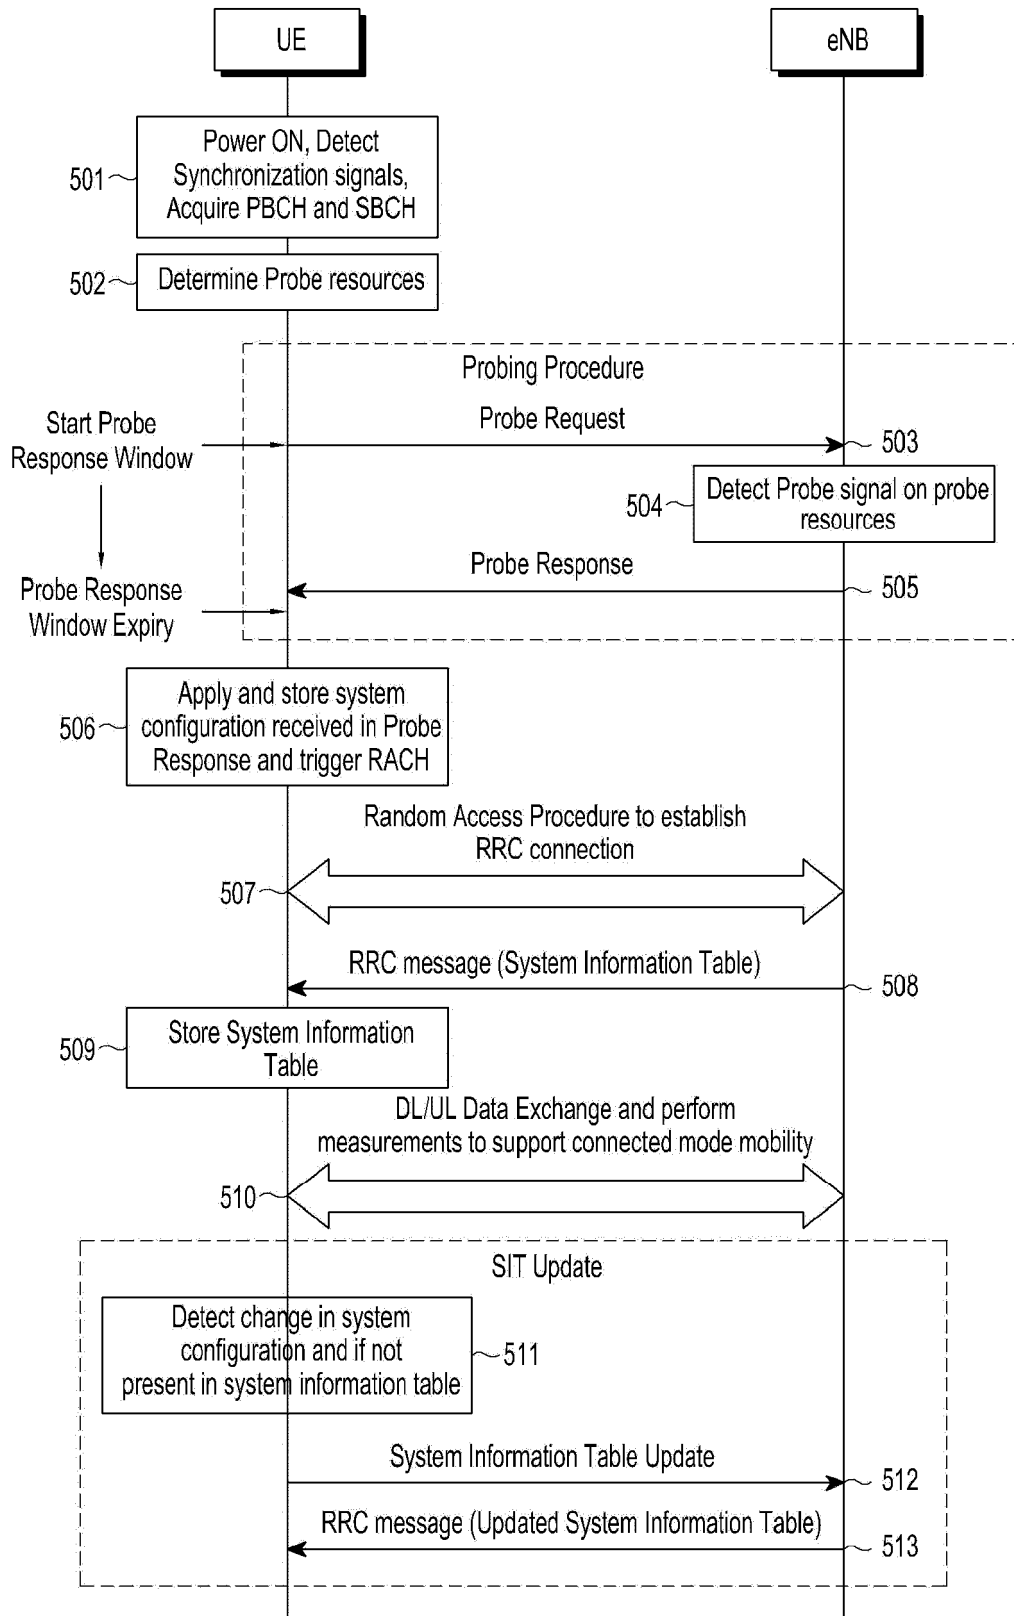 UE
eNB
501
Power ON, Detect
Synchronization signals,
Acquire PBCH and SBCH
502
Determine Probe resources
Probing Procedure
Start Probe
Response Window
Probe Request
503
504
Detect Probe signal on probe
resources
Probe Response
505
Probe Response
Window Expiry
506
Apply and store system
configuration received in Probe
Response and trigger RACH
Random Access Procedure to establish
RRC connection
507
RRC message (System Information Table)
508
509
Store System Information
Table
DL/UL Data Exchange and perform
measurements to support connected mode mobility
510
SIT Update
Detect change in system
configuration and if not
present in system information table
511
System Information Table Update
512
RRC message (Updated System Information Table)
513